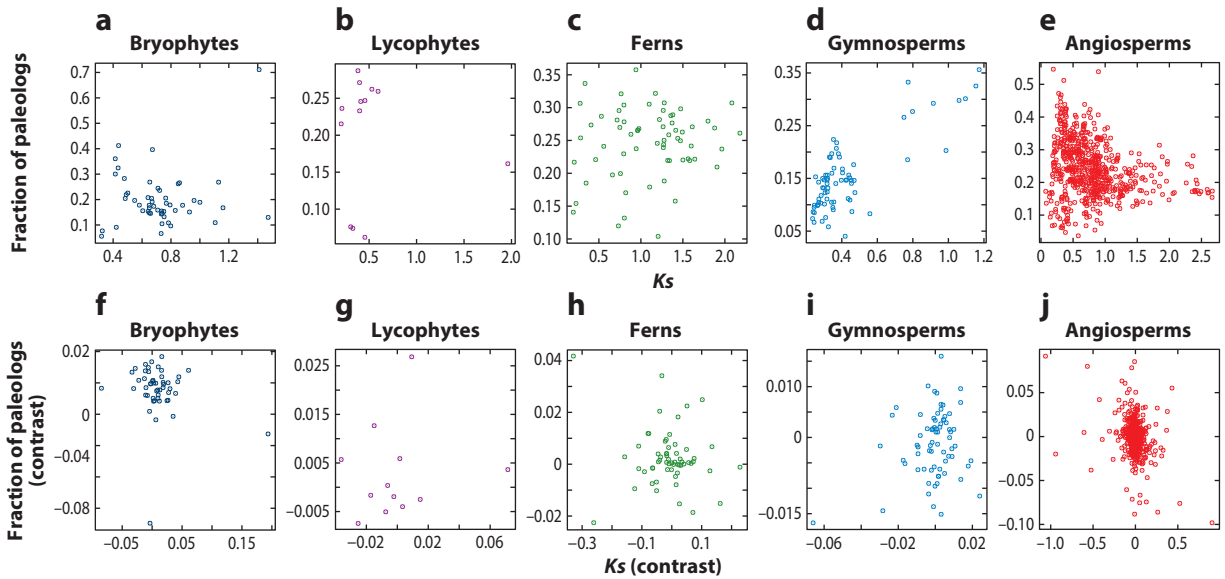 a b c d e
Bryophytes Lycophytes Ferns Gymnosperms Angiosperms
Fraction of paleologs
0.7
0.6
0.5
0.4
0.3
0.2
0.1
0.4 0.8 1.2
0.25
0.20
0.15
0.10
0.5 1.0 1.5 2.0
0.35
0.30
0.25
0.20
0.15
0.10
0.5 1.0 1.5 2.0
0.35
0.25
0.15
0.05
0.4 0.6 0.8 1.0 1.2
0.5
0.4
0.3
0.2
0.1
0 0.5 1.0 1.5 2.0 2.5
Ks
f g h i j
Bryophytes Lycophytes Ferns Gymnosperms Angiosperms
Fraction of paleologs
(contrast)
0.02
0
−0.04
−0.08
−0.05 0.05 0.15
0.025
0.015
0.005
−0.005
−0.02 0.02 0.06
0.04
0.02
0
−0.02
−0.3 −0.1 0.1
0.010
0
−0.015
−0.06 −0.02 0.02
0.05
0
−0.05
−0.10
−1.0 −0.5 0 0.5
Ks (contrast)